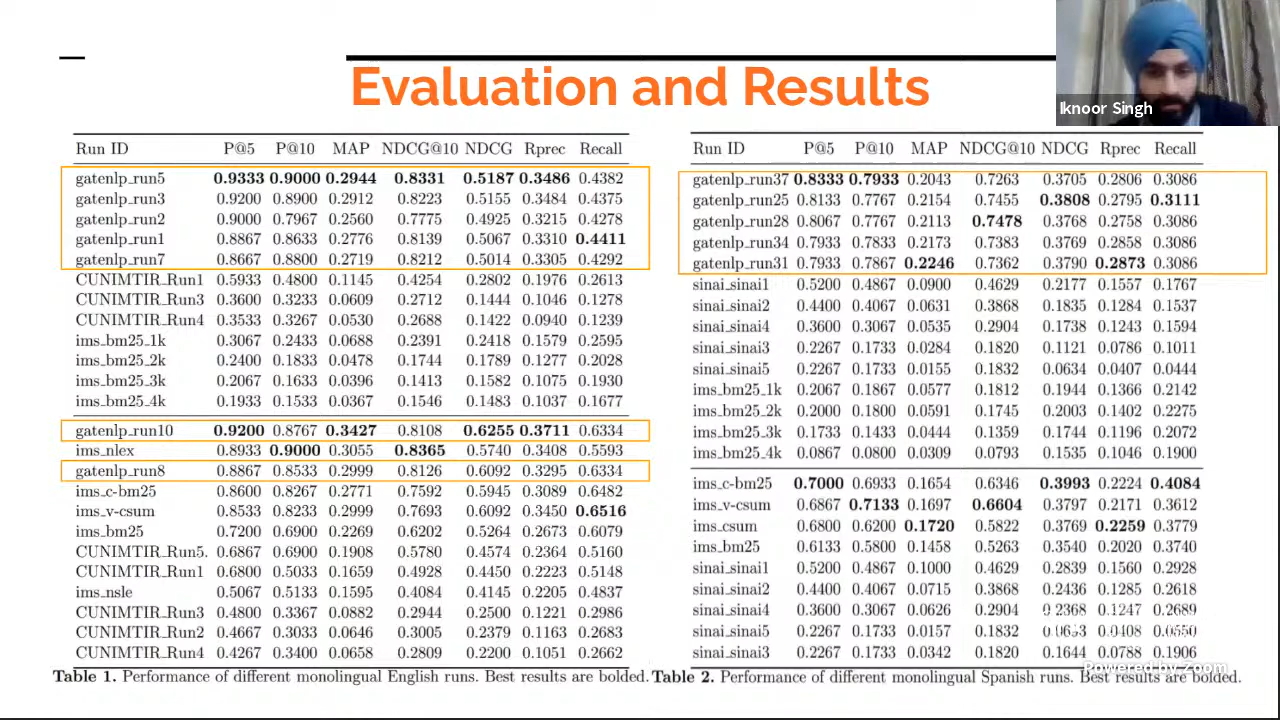 Evaluation and Results
Iknoor Singh
Run ID P@5 P@10 MAP NDCG@10 NDCG Rprec Recall
gatenlp_run5 0.9333 0.9000 0.2944 0.8331 0.5187 0.3486 0.4382
gatenlp_run3 0.9200 0.8900 0.2912 0.8223 0.5155 0.3484 0.4375
gatenlp_run2 0.9000 0.7967 0.2560 0.7775 0.4925 0.3215 0.4278
gatenlp_run1 0.8867 0.8633 0.2776 0.8139 0.5067 0.3310 0.4411
gatenlp_run7 0.8667 0.8800 0.2719 0.8212 0.5014 0.3305 0.4292
CUNIMTIR_Run1 0.5933 0.4800 0.1145 0.4254 0.2802 0.1976 0.2613
CUNIMTIR_Run3 0.3600 0.3233 0.0609 0.2712 0.1444 0.1046 0.1278
CUNIMTIR_Run4 0.3533 0.3267 0.0530 0.2688 0.1422 0.0940 0.1239
ims_bm25_1k 0.3067 0.2433 0.0688 0.2391 0.2418 0.1579 0.2595
ims_bm25_2k 0.2400 0.1833 0.0478 0.1744 0.1789 0.1277 0.2028
ims_bm25_3k 0.2067 0.1633 0.0396 0.1413 0.1582 0.1075 0.1930
ims_bm25_4k 0.1933 0.1533 0.0367 0.1546 0.1483 0.1037 0.1677
gatenlp_run10 0.9200 0.8767 0.3427 0.8108 0.6255 0.3711 0.6334
ims_nlex 0.8933 0.9000 0.3055 0.8365 0.5740 0.3408 0.5593
gatenlp_run8 0.8867 0.8533 0.2999 0.8126 0.6092 0.3295 0.6334
ims_c-bm25 0.8600 0.8267 0.2771 0.7592 0.5945 0.3089 0.6482
ims_v-csum 0.8533 0.8233 0.2999 0.7693 0.6092 0.3450 0.6516
ims_bm25 0.7200 0.6900 0.2269 0.6202 0.5264 0.2673 0.6079
CUNIMTIR_Run5. 0.6867 0.6900 0.1908 0.5780 0.4574 0.2364 0.5160
CUNIMTIR_Run1 0.6800 0.5033 0.1659 0.4928 0.4450 0.2223 0.5148
ims_nsle 0.5067 0.5133 0.1595 0.4084 0.4145 0.2205 0.4837
CUNIMTIR_Run3 0.4800 0.3367 0.0882 0.2944 0.2500 0.1221 0.2986
CUNIMTIR_Run2 0.4667 0.3033 0.0646 0.3005 0.2379 0.1163 0.2683
CUNIMTIR_Run4 0.4267 0.3400 0.0658 0.2809 0.2200 0.1051 0.2662
Table 1. Performance of different monolingual English runs. Best results are bolded.
Run ID P@5 P@10 MAP NDCG@10 NDCG Rprec Recall
gatenlp_run37 0.8333 0.7933 0.2043 0.7263 0.3705 0.2806 0.3086
gatenlp_run25 0.8133 0.7767 0.2154 0.7455 0.3808 0.2795 0.3111
gatenlp_run28 0.8067 0.7767 0.2113 0.7478 0.3768 0.2758 0.3086
gatenlp_run34 0.7933 0.7833 0.2173 0.7383 0.3769 0.2858 0.3086
gatenlp_run31 0.7933 0.7867 0.2246 0.7362 0.3790 0.2873 0.3086
sinai_sinai1 0.5200 0.4867 0.0900 0.4629 0.2177 0.1557 0.1767
sinai_sinai2 0.4400 0.4067 0.0631 0.3868 0.1835 0.1284 0.1537
sinai_sinai4 0.3600 0.3067 0.0535 0.2904 0.1738 0.1243 0.1594
sinai_sinai3 0.2267 0.1733 0.0284 0.1820 0.1121 0.0786 0.1011
sinai_sinai5 0.2267 0.1733 0.0155 0.1832 0.0634 0.0407 0.0444
ims_bm25_1k 0.2067 0.1867 0.0577 0.1812 0.1944 0.1366 0.2142
ims_bm25_2k 0.2000 0.1800 0.0591 0.1745 0.2003 0.1402 0.2275
ims_bm25_3k 0.1733 0.1433 0.0444 0.1359 0.1744 0.1196 0.2072
ims_bm25_4k 0.0867 0.0800 0.0309 0.0793 0.1535 0.1046 0.1900
ims_c-bm25 0.7000 0.6933 0.1654 0.6346 0.3993 0.2224 0.4084
ims_v-csum 0.6867 0.7133 0.1697 0.6604 0.3797 0.2171 0.3612
ims_csum 0.6800 0.6200 0.1720 0.5822 0.3769 0.2259 0.3779
ims_bm25 0.6133 0.5800 0.1458 0.5263 0.3540 0.2020 0.3740
sinai_sinai1 0.5200 0.4867 0.1000 0.4629 0.2839 0.1560 0.2928
sinai_sinai2 0.4400 0.4067 0.0715 0.3868 0.2436 0.1285 0.2618
sinai_sinai4 0.3600 0.3067 0.0626 0.2904 0.2368 0.1247 0.2689
sinai_sinai5 0.2267 0.1733 0.0157 0.1832 0.0408
sinai_sinai3 0.2267 0.1733 0.0342 0.1820 0.1644 0.0788 0.1906
Table 2. Performance of different monolingual Spanish runs. Best results are bolded.
Powered by Zoom